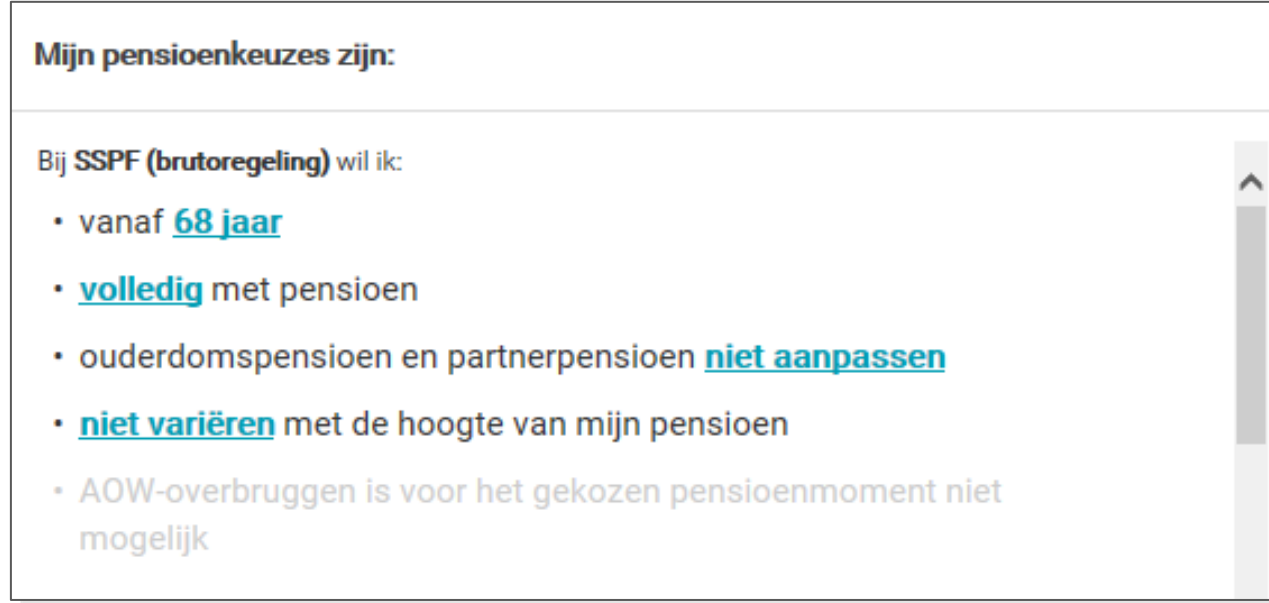 Mijn pensioenkeuzes zijn:
Bij SSPF (brutoregeling) wil ik:
• vanaf 68 jaar
• volledig met pensioen
• ouderdomspensioen en partnerpensioen niet aanpassen
• niet variëren met de hoogte van mijn pensioen
• AOW-overbruggen is voor het gekozen pensioenmoment niet
mogelijk